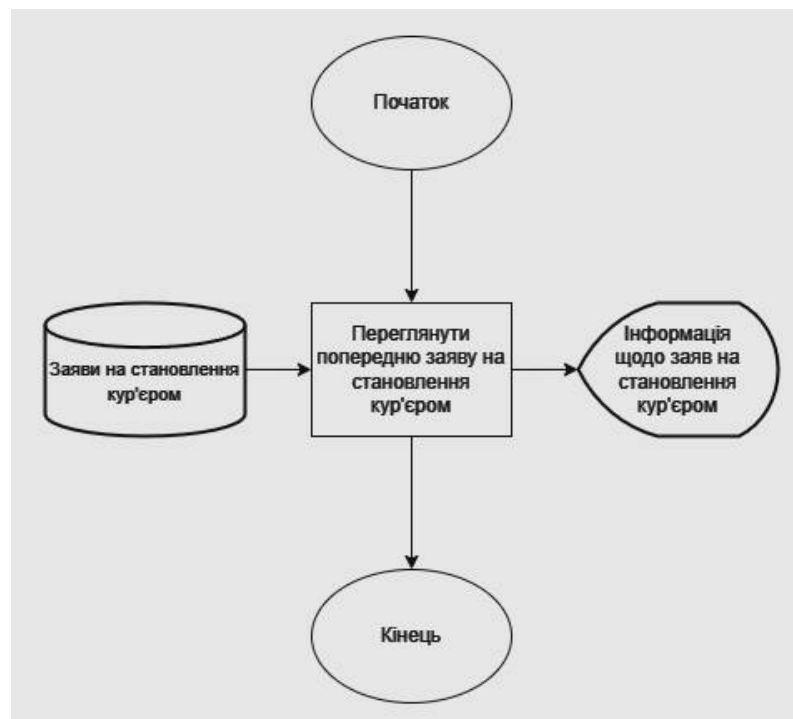 Початок
Заяви на становлення
кур'єром
Переглянути
попередню заяву на
становлення
кур'єром
Інформація
щодо заяв на
становлення
кур'єром
Кінець